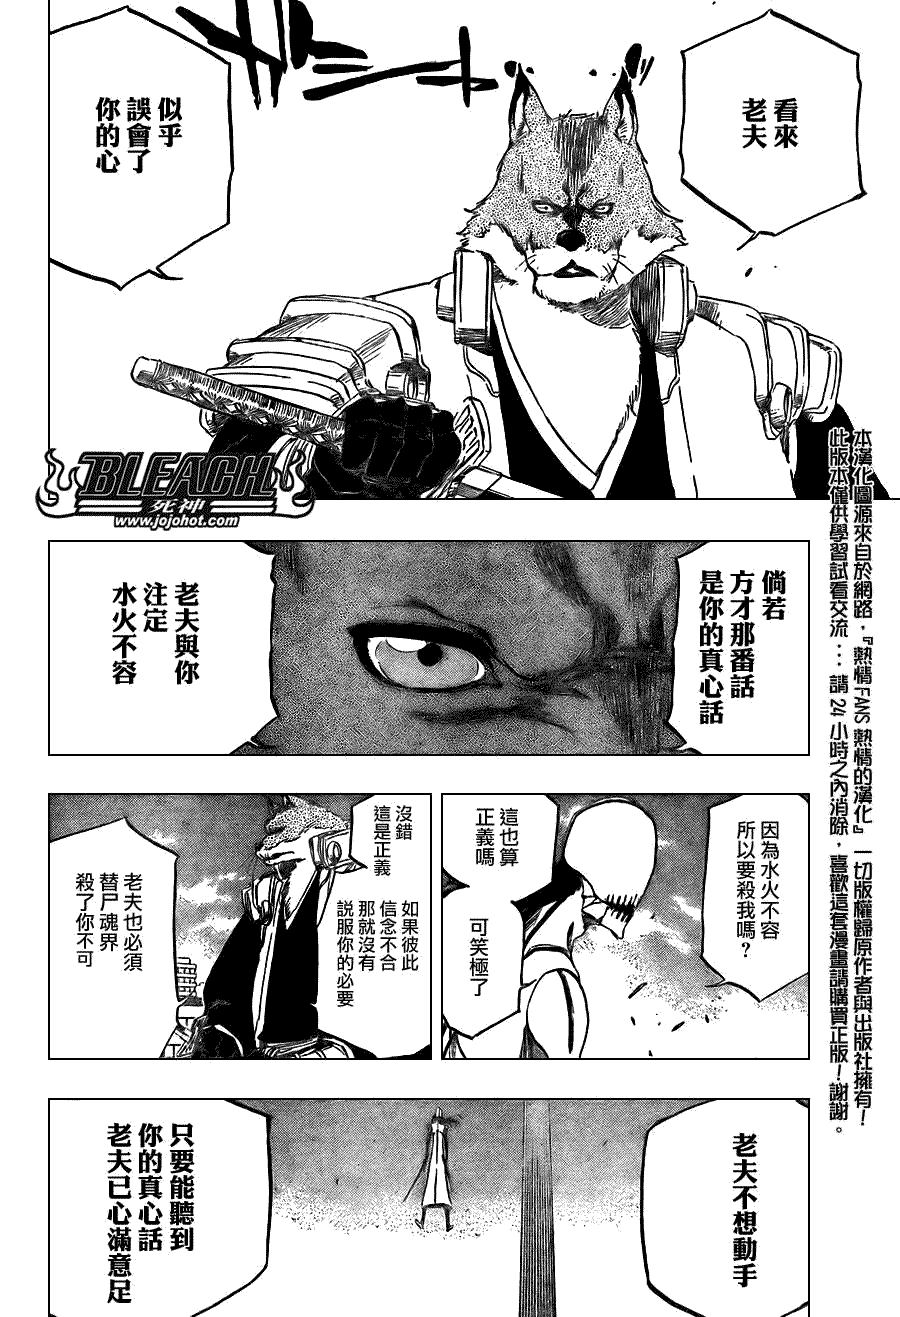 看來
老夫
似乎
誤會了
你的心
BLEACH
死神
www.jojohot.com
倘若
方才那番話
是你的真心話
老夫與你
注定
水火不容
因為水火不容
所以要殺我嗎?
這也算
正義嗎
可笑極了
沒錯
這是正義
如果彼此
信念不合
那就沒有
說服你的必要
老夫也必須
替尸魂界
殺了你不可
老夫不想動手
只要能聽到
你的真心話
老夫已心滿意足
本漢化圖源來自於網路，『熱情FANS熱情的漢化』一切版權歸原作者與出版社擁有！
此版本僅供學習試看交流…請24小時之內消除，喜歡這套漫畫請購買正版！謝謝。